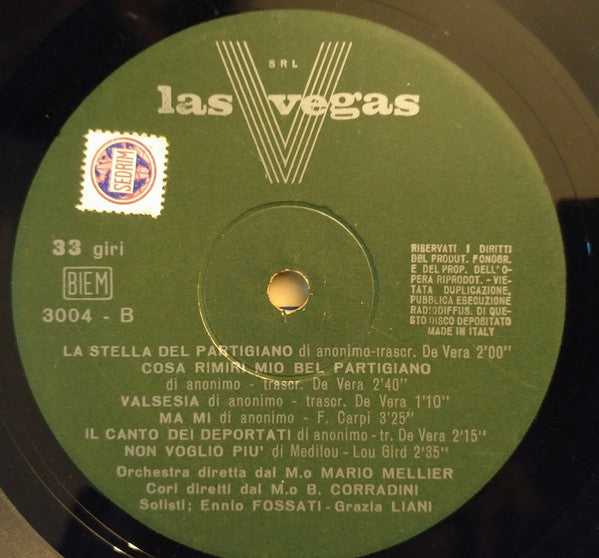 SRL
las vegas
SEDRIM
33 giri
BIEM
3004 - B
RISERVATI I DIRITTI
DEL PRODUT. FONOGR.
E DEL PROP. DELL'O-
PERA RIPRODOT. - VIE-
TATA DUPLICAZIONE,
PUBBLICA ESECUZIONE
RADIODIFFUS. DI QUE-
STO DISCO DEPOSITATO
MADE IN ITALY
LA STELLA DEL PARTIGIANO di anonimo-trascr. De Vera 2'00"
COSA RIMIRI MIO BEL PARTIGIANO
di anonimo - trascr. De Vera 2'40"
VALSESIA di anonimo - trascr. De Vera 1'10"
MA MI di anonimo - F. Carpi 3'25"
IL CANTO DEI DEPORTATI di anonimo-tr. De Vera 2'15"
NON VOGLIO PIU' di Medilou - Lou Gird 2'35"
Orchestra diretta dal M.o MARIO MELLIER
Cori diretti dal M.o B. CORRADINI
Solisti; Ennio FOSSATI - Grazia LIANI